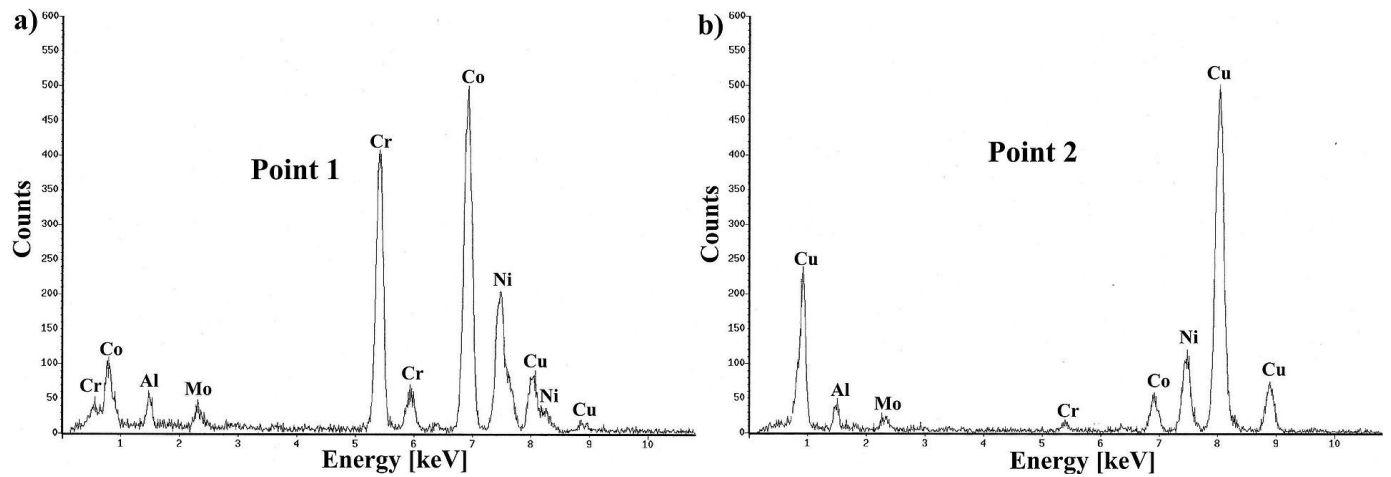 a)
600
550
500
450
400
350
300
250
200
150
100
50
0
Counts
Point 1
Cr
Co
Al
Mo
Cr
Cr
Co
Ni
Cu
Ni
Cu
1 2 3 4 5 6 7 8 9 10
Energy [keV]
b)
600
550
500
450
400
350
300
250
200
150
100
50
0
Counts
Point 2
Cu
Al
Mo
Cr
Co
Ni
Cu
Cu
1 2 3 4 5 6 7 8 9 10
Energy [keV]